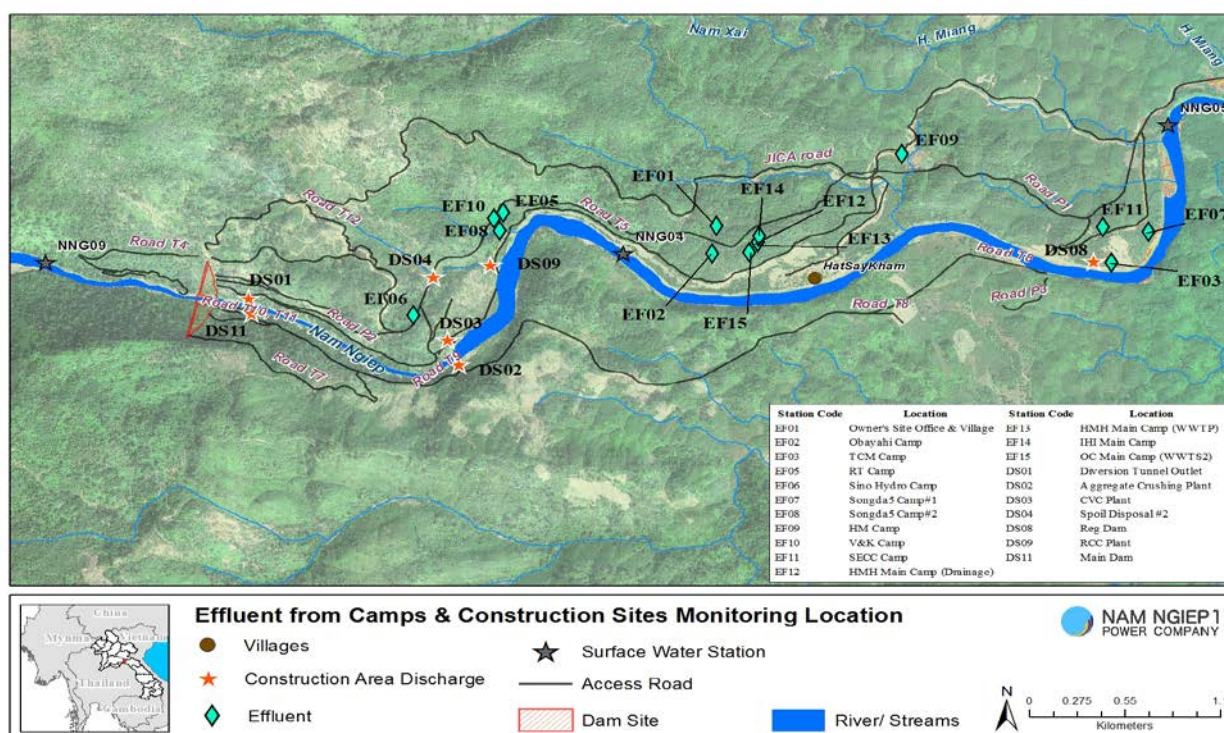 Nam Xai
H. Miang
H. Miang
NNG05
EF09
JICA road
EF01
EF14
EF12
Road P1
Road T12
EF10
EF05
EF08
Road T5
EF11
EF07
NNG09
Road T4
DS04
DS09
NNG04
EF13
DS08
HatSayKham
Road T8
DS01
EF06
EF02
EF15
Road T8
Road P3
EF03
Road T10, T11
DS11
Road P2
DS03
Nam Ngiep
Road T9
DS02
Road T7
Station Code Location Station Code Location
EF01 Owner's Site Office & Village EF13 HMH Main Camp (WWTP)
EF02 Obayahi Camp EF14 IHI Main Camp
EF03 TCM Camp EF15 OC Main Camp (WWTS2)
EF05 RT Camp DS01 Diversion Tunnel Outlet
EF06 Sino Hydro Camp DS02 Aggregate Crushing Plant
EF07 Songda5 Camp#1 DS03 CVC Plant
EF08 Songda5 Camp#2 DS04 Spoil Disposal #2
EF09 HM Camp DS08 Reg Dam
EF10 V&K Camp DS09 RCC Plant
EF11 SECC Camp DS11 Main Dam
EF12 HMH Main Camp (Drainage)
China
Vietnam
Thailand
Cambodia
Effluent from Camps & Construction Sites Monitoring Location
Villages
Surface Water Station
Construction Area Discharge
Access Road
Effluent
Dam Site
River/ Streams
NAM NGIEP 1
POWER COMPANY
N
0 0.275 0.55
Kilometers